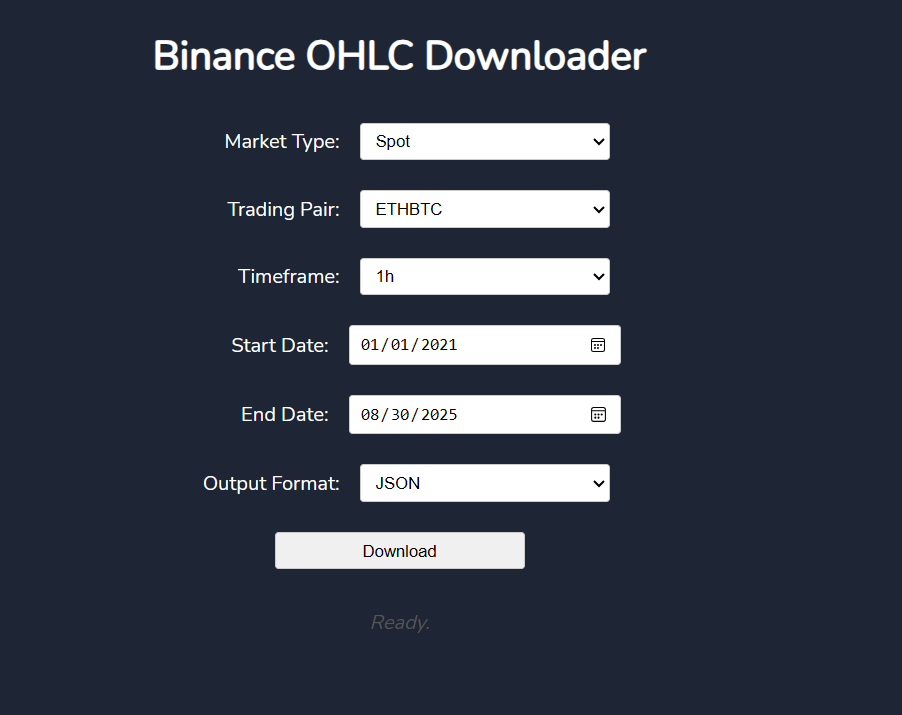 Binance OHLC Downloader
Market Type: Spot
Trading Pair: ETHBTC
Timeframe: 1h
Start Date: 01/01/2021
End Date: 08/30/2025
Output Format: JSON
Download
Ready.